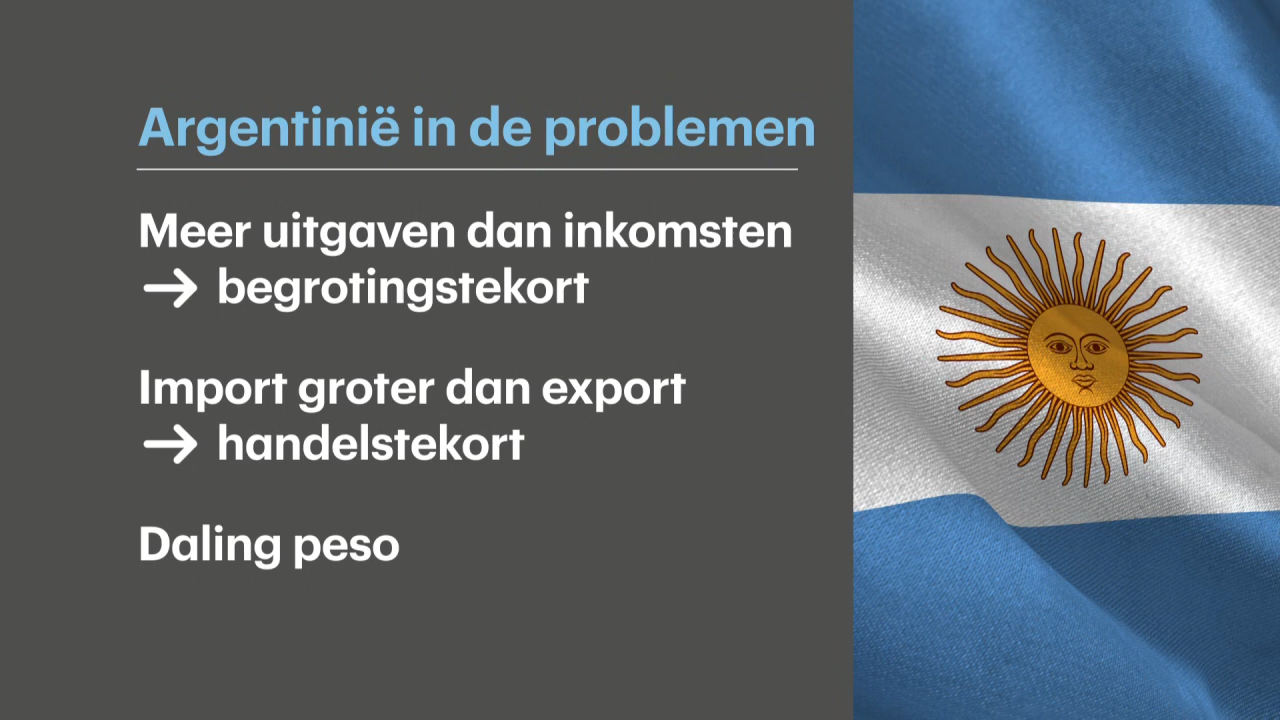 Argentinië in de problemen
Meer uitgaven dan inkomsten
→ begrotingstekort
Import groter dan export
→ handelstekort
Daling peso